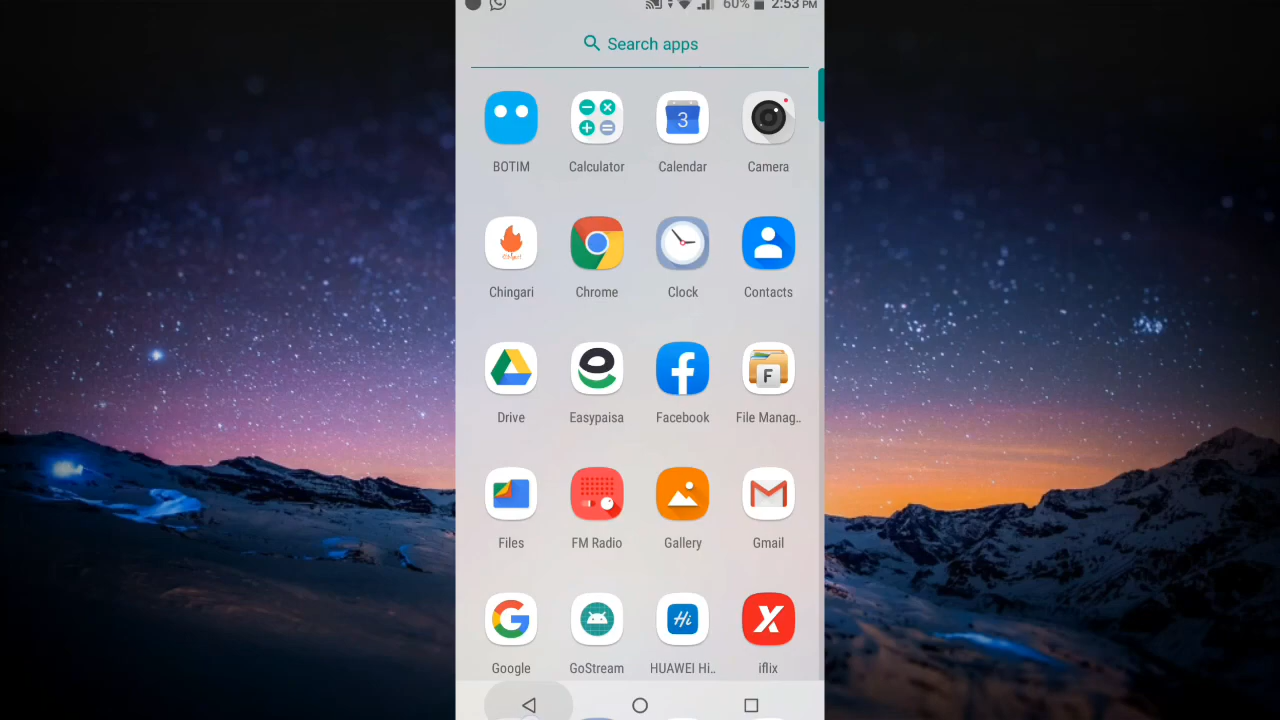 60% 2:53 PM
Search apps
3
BOTIM Calculator Calendar Camera
Chingari Chrome Clock Contacts
F
Drive Easypaisa Facebook File Manag..
Files FM Radio Gallery Gmail
Hi
Google GoStream HUAWEI Hi.. iflix